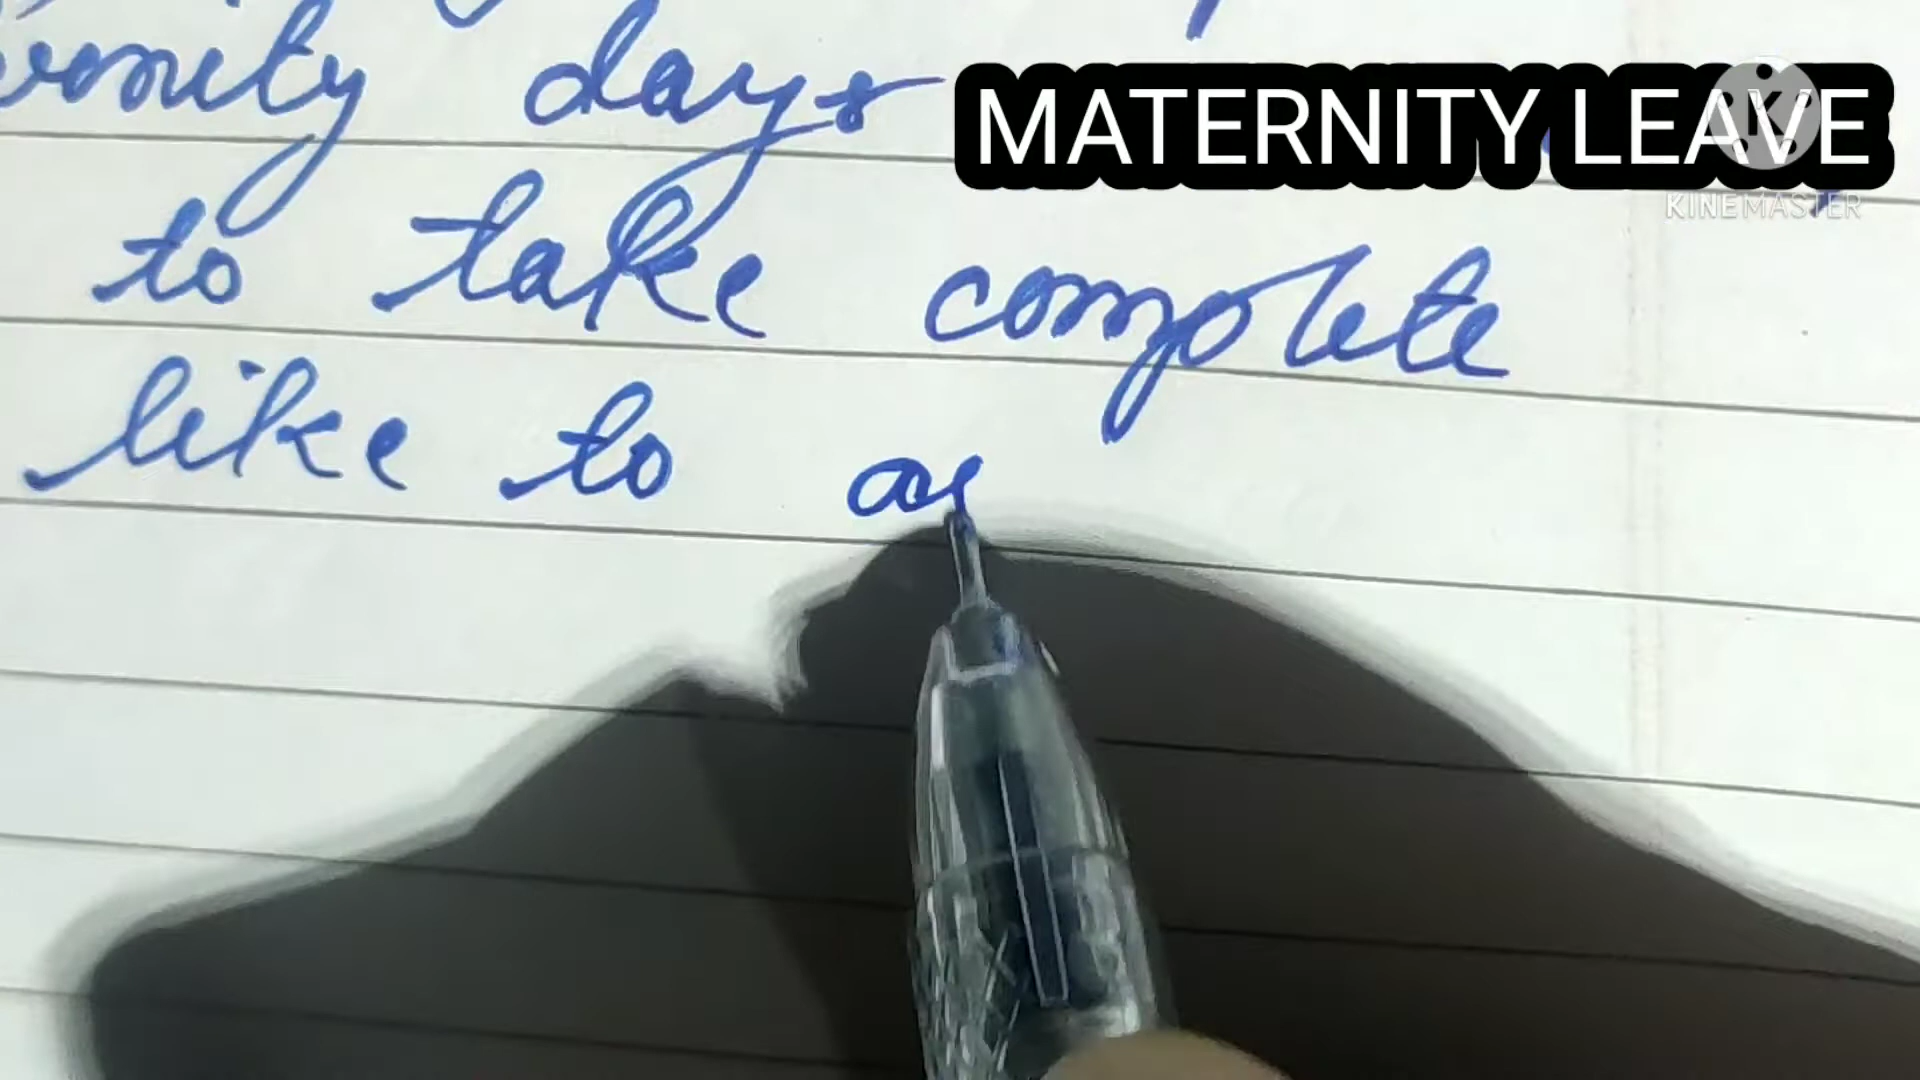 days
MATERNITY LEAVE
KINEMASTER
to take complete
like to